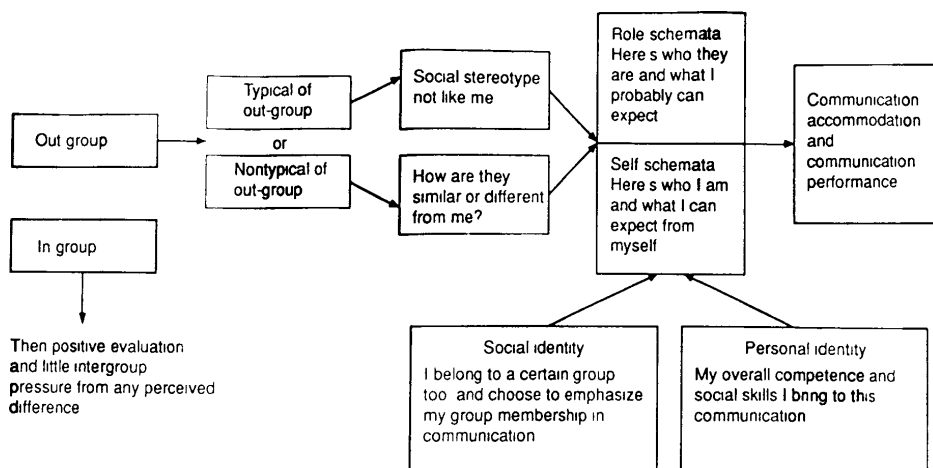 Out group
In group
Then positive evaluation
and little intergroup
pressure from any perceived
difference
Typical of
out-group
or
Nontypical of
out-group
Social stereotype
not like me
How are they
similar or different
from me?
Role schemata
Here s who they
are and what I
probably can
expect
Self schemata
Here s who I am
and what I can
expect from
myself
Communication
accommodation
and
communication
performance
Social identity
I belong to a certain group
too and choose to emphasize
my group membership in
communication
Personal identity
My overall competence and
social skills I bring to this
communication